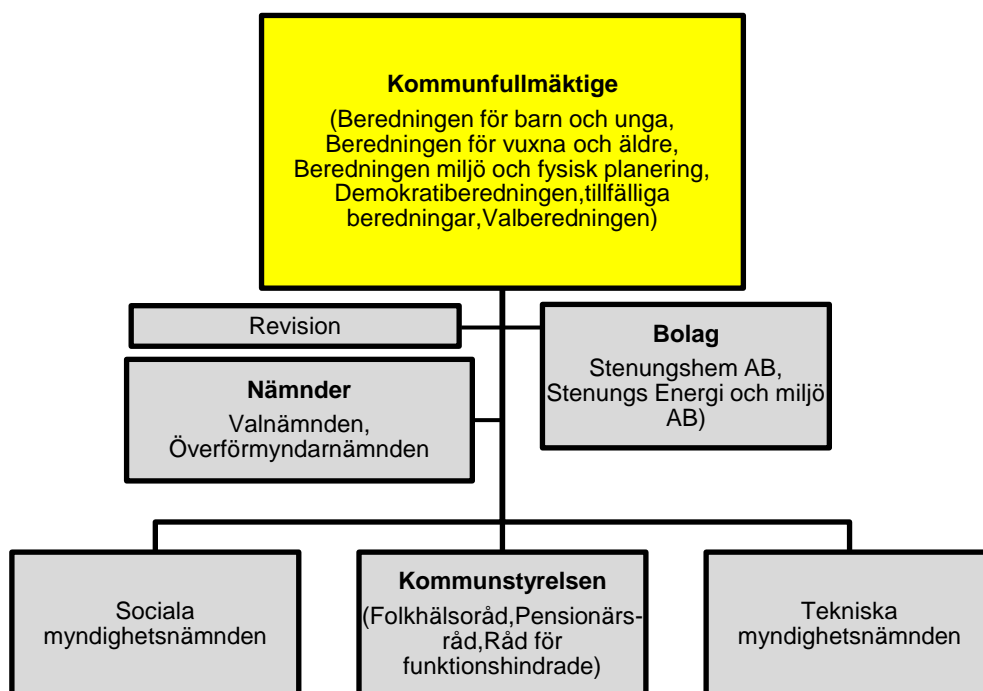 Kommunfullmäktige
(Beredningen för barn och unga,
Beredningen för vuxna och äldre,
Beredningen miljö och fysisk planering,
Demokratiberedningen,tillfälliga
beredningar,Valberedningen)
Revision
Bolag
Stenungshem AB,
Stenungs Energi och miljö
AB)
Nämnder
Valnämnden,
Överförmyndarnämnden
Sociala
myndighetsnämnden
Kommunstyrelsen
(Folkhälsoråd,Pensionärs-
råd,Råd för
funktionshindrade)
Tekniska
myndighetsnämnden